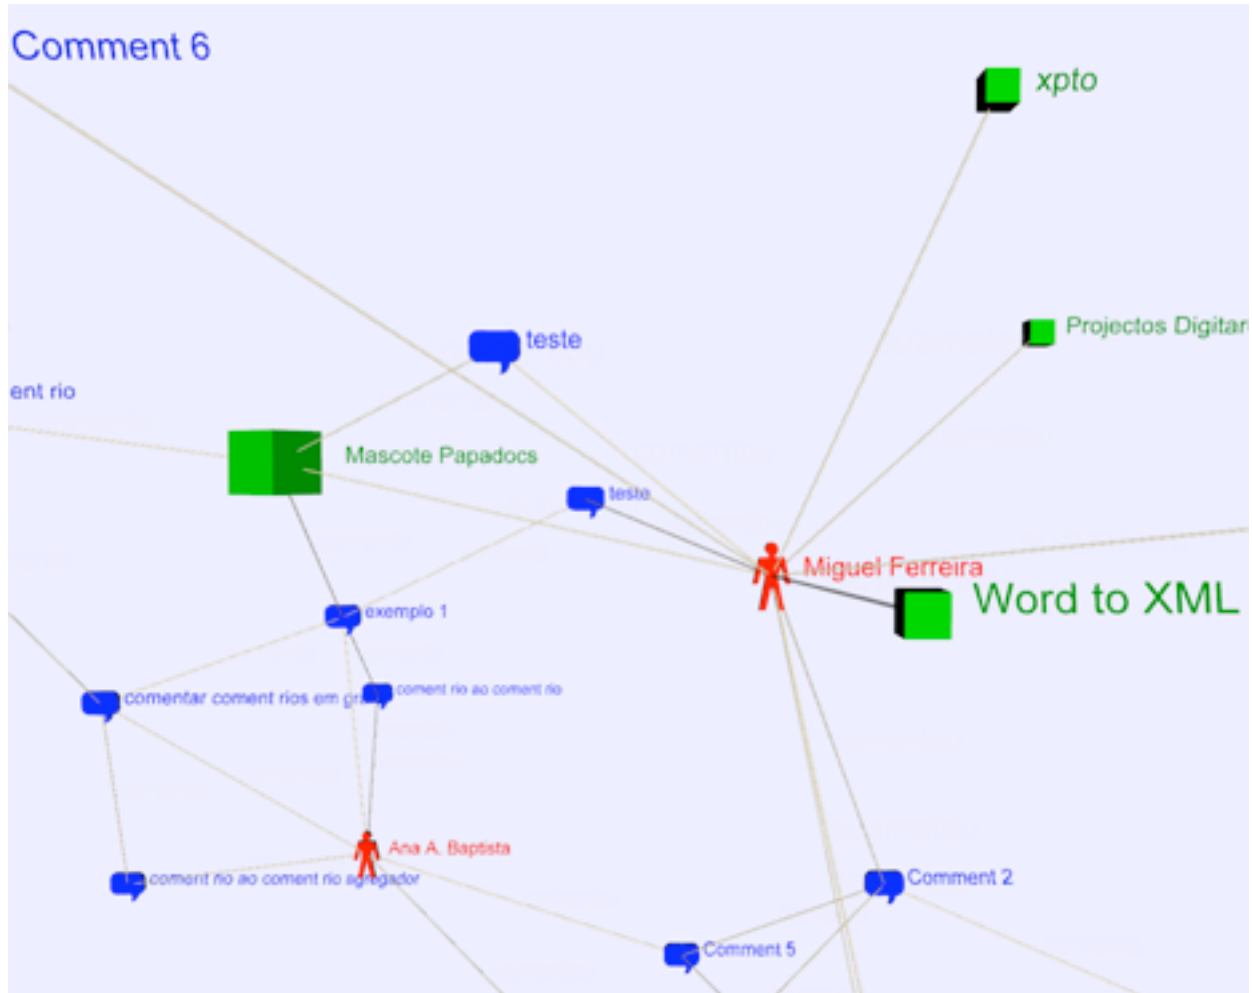 Comment 6
xpto
Projectos Digitar
teste
ent rio
Mascote Papadocs
teste
Miguel Ferreira
Word to XML
exemplo 1
coment rio ao coment rio
comentar coment rios em gra
Ana A. Baptista
coment rio ao coment rio agregador
Comment 2
Comment 5